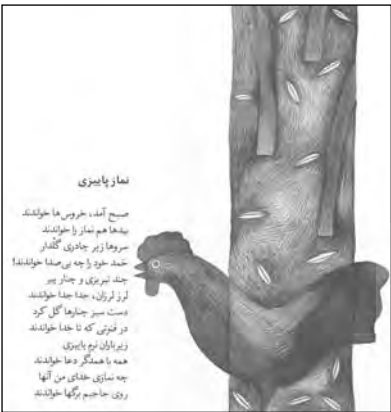 نماز پاییزی
صبح آمد، خروس‌ها خواندند
بیدها هم نماز را خواندند
سروها زیر چادری گلدار
حمد خود را چه بی‌صدا خواندند!
چند تبریزی و چنار پیر
لرز لرزان، جدا جدا خواندند
دست سبز چنارها گل کرد
در قنوتی که تا خدا خواندند
زیر باران نرم پاییزی
همه با همدگر دعا خواندند
چه نمازی خدای من آنها
روی جاجیم برگها خواندند